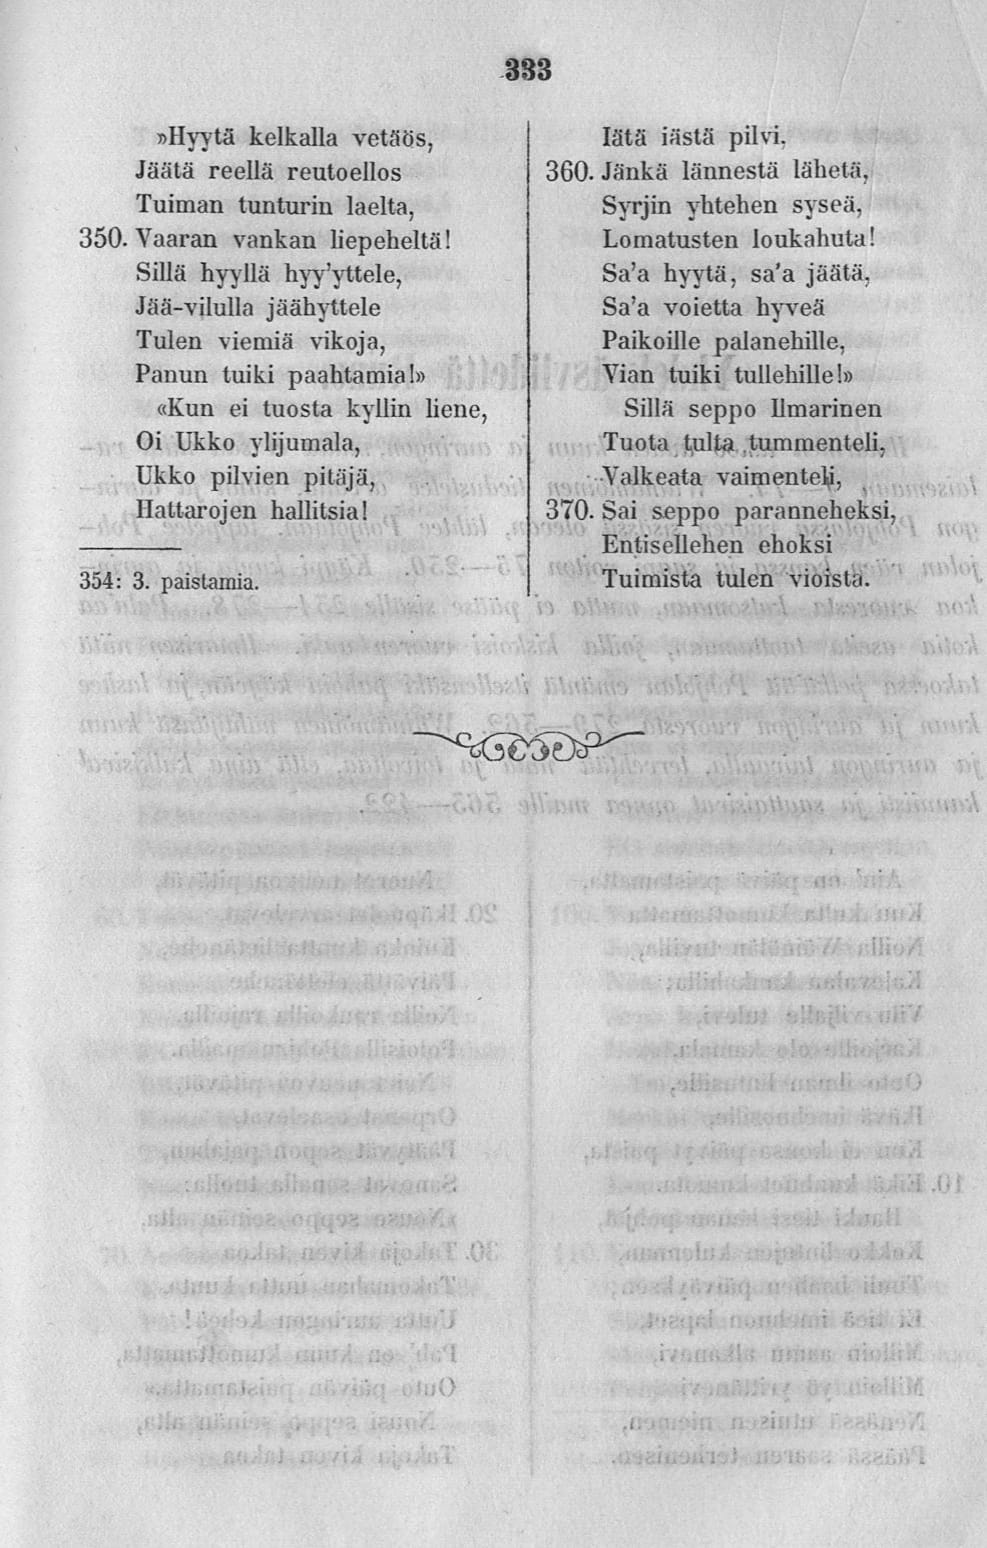 333
»Hyytä kelkalla vetäös,
Jäätä reellä reutoellos
Tuiman tunturin laelta,
350. Vaaran vankan liepeheltä!
Sillä hyyllä hyy'yttele,
Jää-vilulla jäähyttele
Tulen viemiä vikoja,
Panun tuiki paahtamia!»
«Kun ei tuosta kyllin liene,
Oi Ukko ylijumala,
Ukko pilvien pitäjä,
Hattarojen hallitsia!
354: 3. paistamia.
Iätä iästä pilvi,
360. Jänkä lännestä lähetä,
Syrjin yhtehen syseä,
Lomatusten loukahuta!
Sa'a hyytä, sa'a jäätä,
Sa'a voietta hyveä
Paikoille palanehille,
Vian tuiki tullehille!»
Sillä seppo Ilmarinen
Tuota tulta tummenteli,
Valkeata vaimenteli,
370. Sai seppo paranneheksi,
Entisellehen ehoksi
Tuimista tulen vioista.